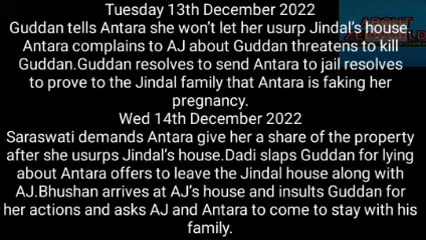 Tuesday 13th December 2022
Guddan tells Antara she won't let her usurp Jindal's house.
Antara complains to AJ about Guddan threatens to kill
Guddan.Guddan resolves to send Antara to jail resolves
to prove to the Jindal family that Antara is faking her
pregnancy.
Wed 14th December 2022
Saraswati demands Antara give her a share of the property
after she usurps Jindal's house.Dadi slaps Guddan for lying
about Antara offers to leave the Jindal house along with
AJ.Bhushan arrives at AJ's house and insults Guddan for
her actions and asks AJ and Antara to come to stay with his
family.
ABOUT